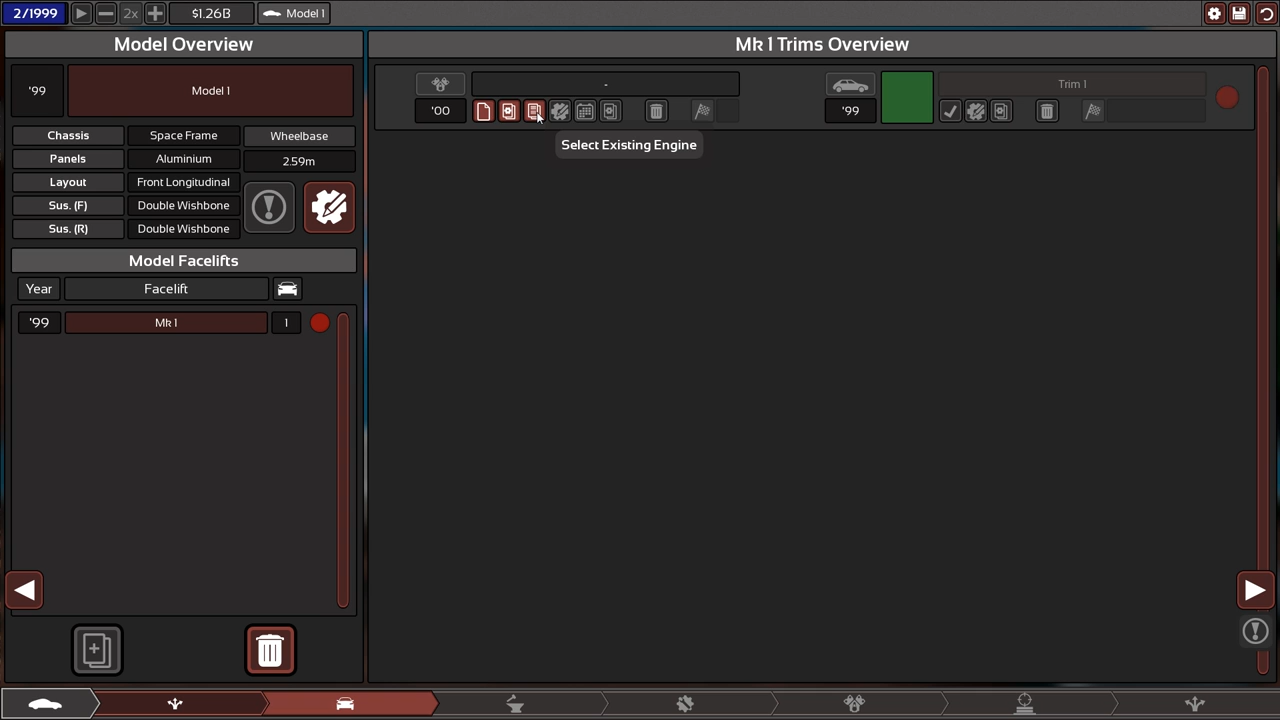 2/1999 2x $1.26B Model 1
Model Overview
'99 Model 1
Chassis Space Frame Wheelbase
Panels Aluminium 2.59m
Layout Front Longitudinal
Sus. (F) Double Wishbone
Sus. (R) Double Wishbone
Model Facelifts
Year Facelift
'99 Mk 1 1
Mk 1 Trims Overview
- Trim 1
'00 '99
Select Existing Engine